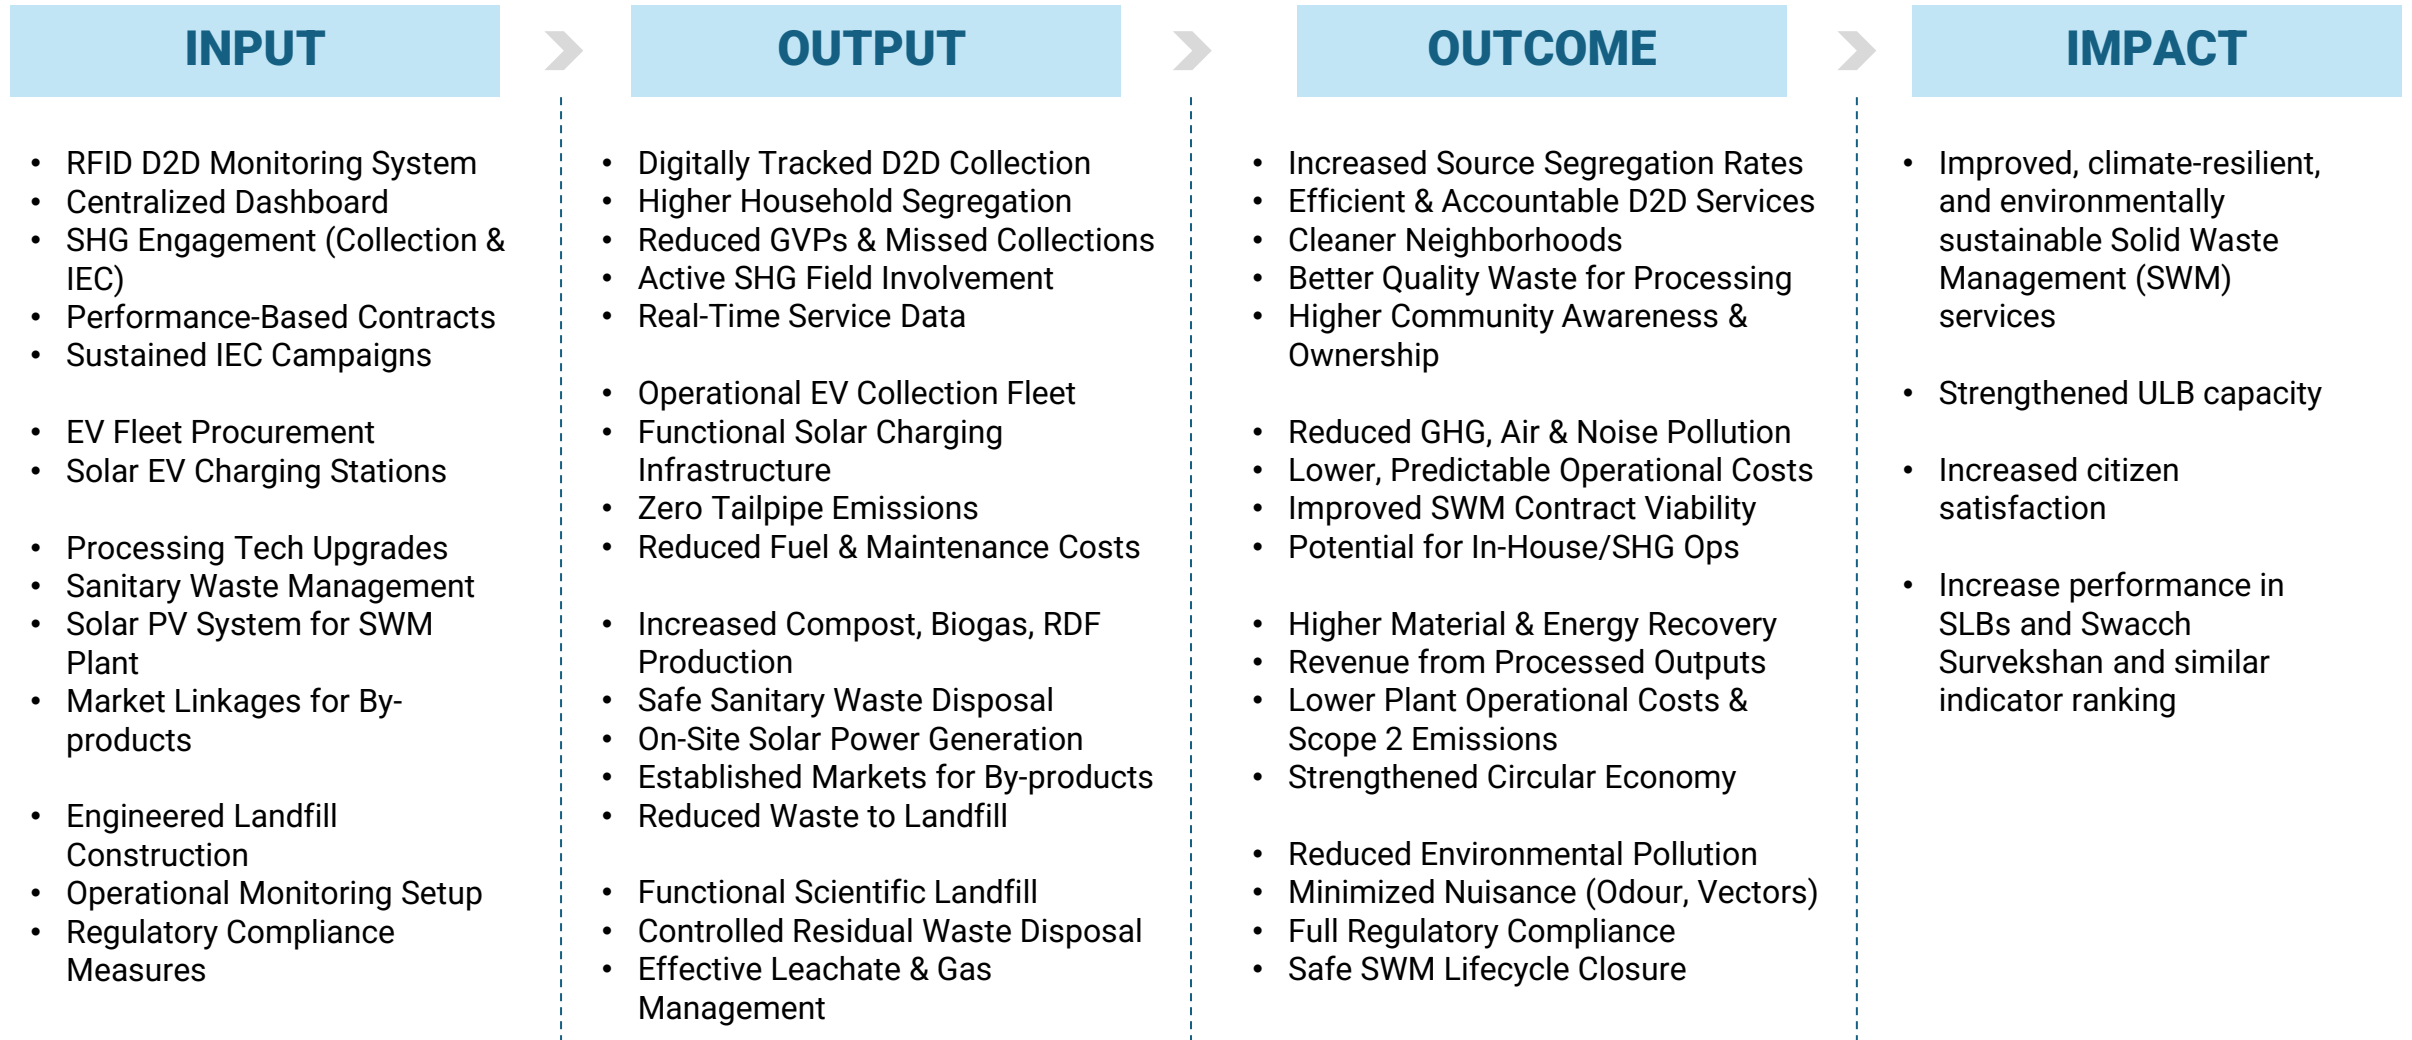 INPUT
RFID D2D Monitoring System
Centralized Dashboard
SHG Engagement (Collection &
IEC)
Performance-Based Contracts
Sustained IEC Campaigns
EV Fleet Procurement
Solar EV Charging Stations
Processing Tech Upgrades
Sanitary Waste Management
Solar PV System for SWM
Plant
Market Linkages for By-
products
Engineered Landfill
Construction
Operational Monitoring Setup
Regulatory Compliance
Measures
OUTPUT
Digitally Tracked D2D Collection
Higher Household Segregation
Reduced GVPs & Missed Collections
Active SHG Field Involvement
Real-Time Service Data
Operational EV Collection Fleet
Functional Solar Charging
Infrastructure
Zero Tailpipe Emissions
Reduced Fuel & Maintenance Costs
Increased Compost, Biogas, RDF
Production
Safe Sanitary Waste Disposal
On-Site Solar Power Generation
Established Markets for By-products
Reduced Waste to Landfill
Functional Scientific Landfill
Controlled Residual Waste Disposal
Effective Leachate & Gas
Management
OUTCOME
Increased Source Segregation Rates
Efficient & Accountable D2D Services
Cleaner Neighborhoods
Better Quality Waste for Processing
Higher Community Awareness &
Ownership
Reduced GHG, Air & Noise Pollution
Lower, Predictable Operational Costs
Improved SWM Contract Viability
Potential for In-House/SHG Ops
Higher Material & Energy Recovery
Revenue from Processed Outputs
Lower Plant Operational Costs &
Scope 2 Emissions
Strengthened Circular Economy
Reduced Environmental Pollution
Minimized Nuisance (Odour, Vectors)
Full Regulatory Compliance
Safe SWM Lifecycle Closure
IMPACT
Improved, climate-resilient,
and environmentally
sustainable Solid Waste
Management (SWM)
services
Strengthened ULB capacity
Increased citizen
satisfaction
Increase performance in
SLBs and Swacch
Survekshan and similar
indicator ranking